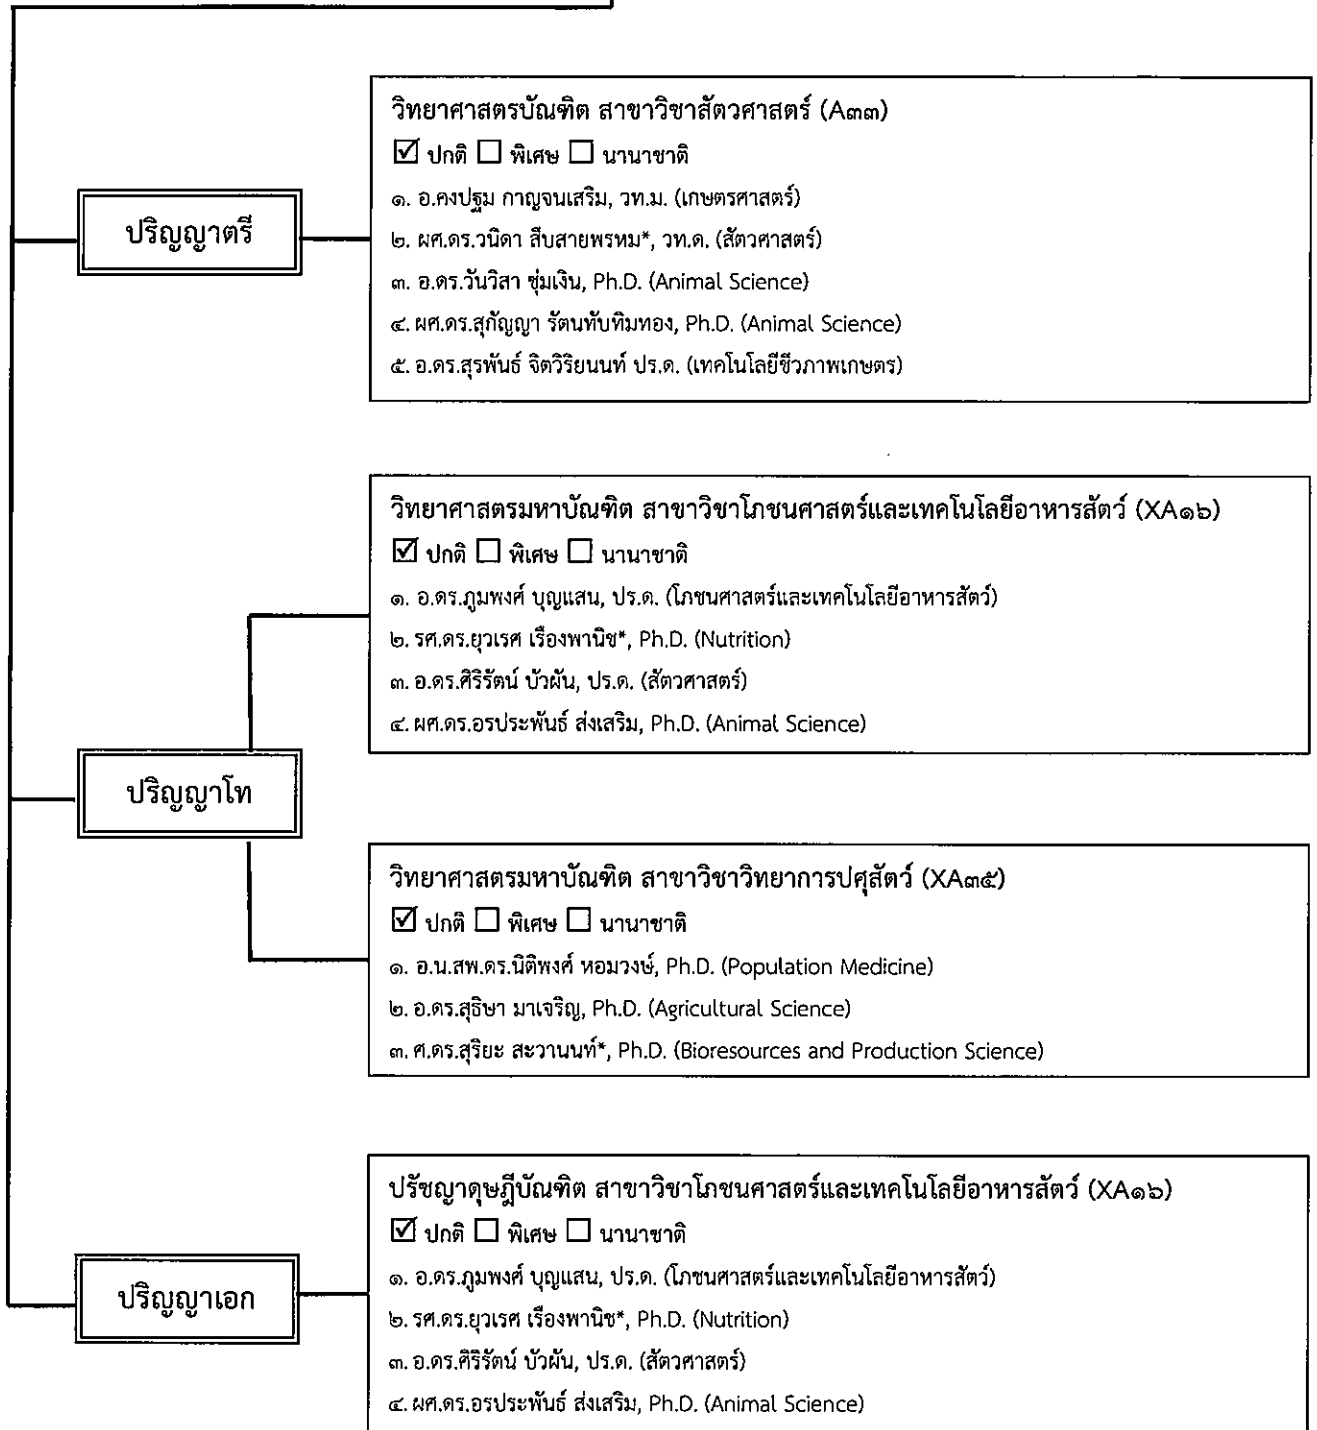 ปริญญาตรี
วิทยาศาสตรบัณฑิต สาขาวิชาสัตวศาสตร์ (A๓๓)
☑ ปกติ ☐ พิเศษ ☐ นานาชาติ
๑. อ.คงปฐม กาญจนเสริม, วท.ม. (เกษตรศาสตร์)
๒. ผศ.ดร.วนิดา สืบสายพรหม*, วท.ด. (สัตวศาสตร์)
๓. อ.ดร.วันวิสา ชุ่มเงิน, Ph.D. (Animal Science)
๔. ผศ.ดร.สุกัญญา รัตนทับทิมทอง, Ph.D. (Animal Science)
๕. อ.ดร.สุรพันธ์ จิตวิริยนนท์ ปร.ด. (เทคโนโลยีชีวภาพเกษตร)
ปริญญาโท
วิทยาศาสตรมหาบัณฑิต สาขาวิชาโภชนศาสตร์และเทคโนโลยีอาหารสัตว์ (XA๑๖)
☑ ปกติ ☐ พิเศษ ☐ นานาชาติ
๑. อ.ดร.ภูมพงศ์ บุญแสน, ปร.ด. (โภชนศาสตร์และเทคโนโลยีอาหารสัตว์)
๒. รศ.ดร.ยุวเรศ เรืองพานิช*, Ph.D. (Nutrition)
๓. อ.ดร.ศิริรัตน์ บัวผัน, ปร.ด. (สัตวศาสตร์)
๔. ผศ.ดร.อรประพันธ์ ส่งเสริม, Ph.D. (Animal Science)
วิทยาศาสตรมหาบัณฑิต สาขาวิชาวิทยาการปศุสัตว์ (XA๓๕)
☑ ปกติ ☐ พิเศษ ☐ นานาชาติ
๑. อ.น.สพ.ดร.นิติพงศ์ หอมวงษ์, Ph.D. (Population Medicine)
๒. อ.ดร.สุธิษา มาเจริญ, Ph.D. (Agricultural Science)
๓. ศ.ดร.สุริยะ สะวานนท์*, Ph.D. (Bioresources and Production Science)
ปริญญาเอก
ปรัชญาดุษฎีบัณฑิต สาขาวิชาโภชนศาสตร์และเทคโนโลยีอาหารสัตว์ (XA๑๖)
☑ ปกติ ☐ พิเศษ ☐ นานาชาติ
๑. อ.ดร.ภูมพงศ์ บุญแสน, ปร.ด. (โภชนศาสตร์และเทคโนโลยีอาหารสัตว์)
๒. รศ.ดร.ยุวเรศ เรืองพานิช*, Ph.D. (Nutrition)
๓. อ.ดร.ศิริรัตน์ บัวผัน, ปร.ด. (สัตวศาสตร์)
๔. ผศ.ดร.อรประพันธ์ ส่งเสริม, Ph.D. (Animal Science)